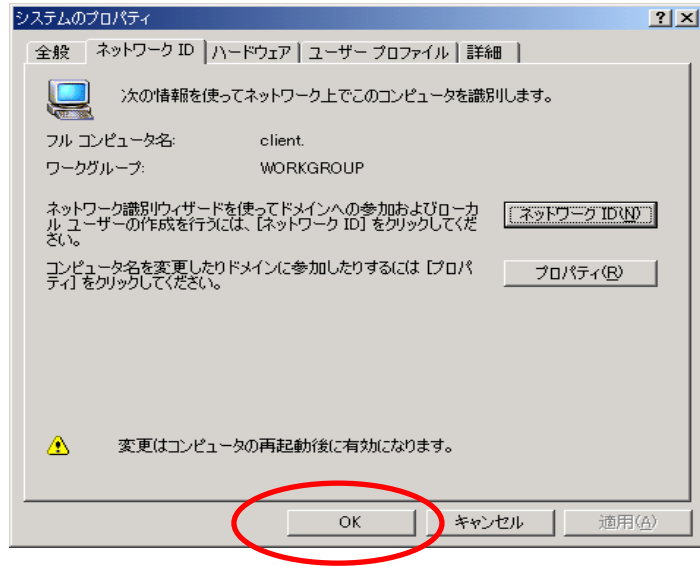 システムのプロパティ
全般 ネットワーク ID ハードウェア ユーザー プロファイル 詳細
次の情報を使ってネットワーク上でこのコンピュータを識別します。
フル コンピュータ名: client.
ワークグループ: WORKGROUP
ネットワーク識別ウィザードを使ってドメインへの参加およびローカ
ル ユーザーの作成を行うには、[ネットワーク ID] をクリックしてくだ
さい。
ネットワーク ID(N)
コンピュータ名を変更したりドメインに参加したりするには [プロパ
ティ] をクリックしてください。
プロパティ(R)
変更はコンピュータの再起動後に有効になります。
OK キャンセル 適用(A)